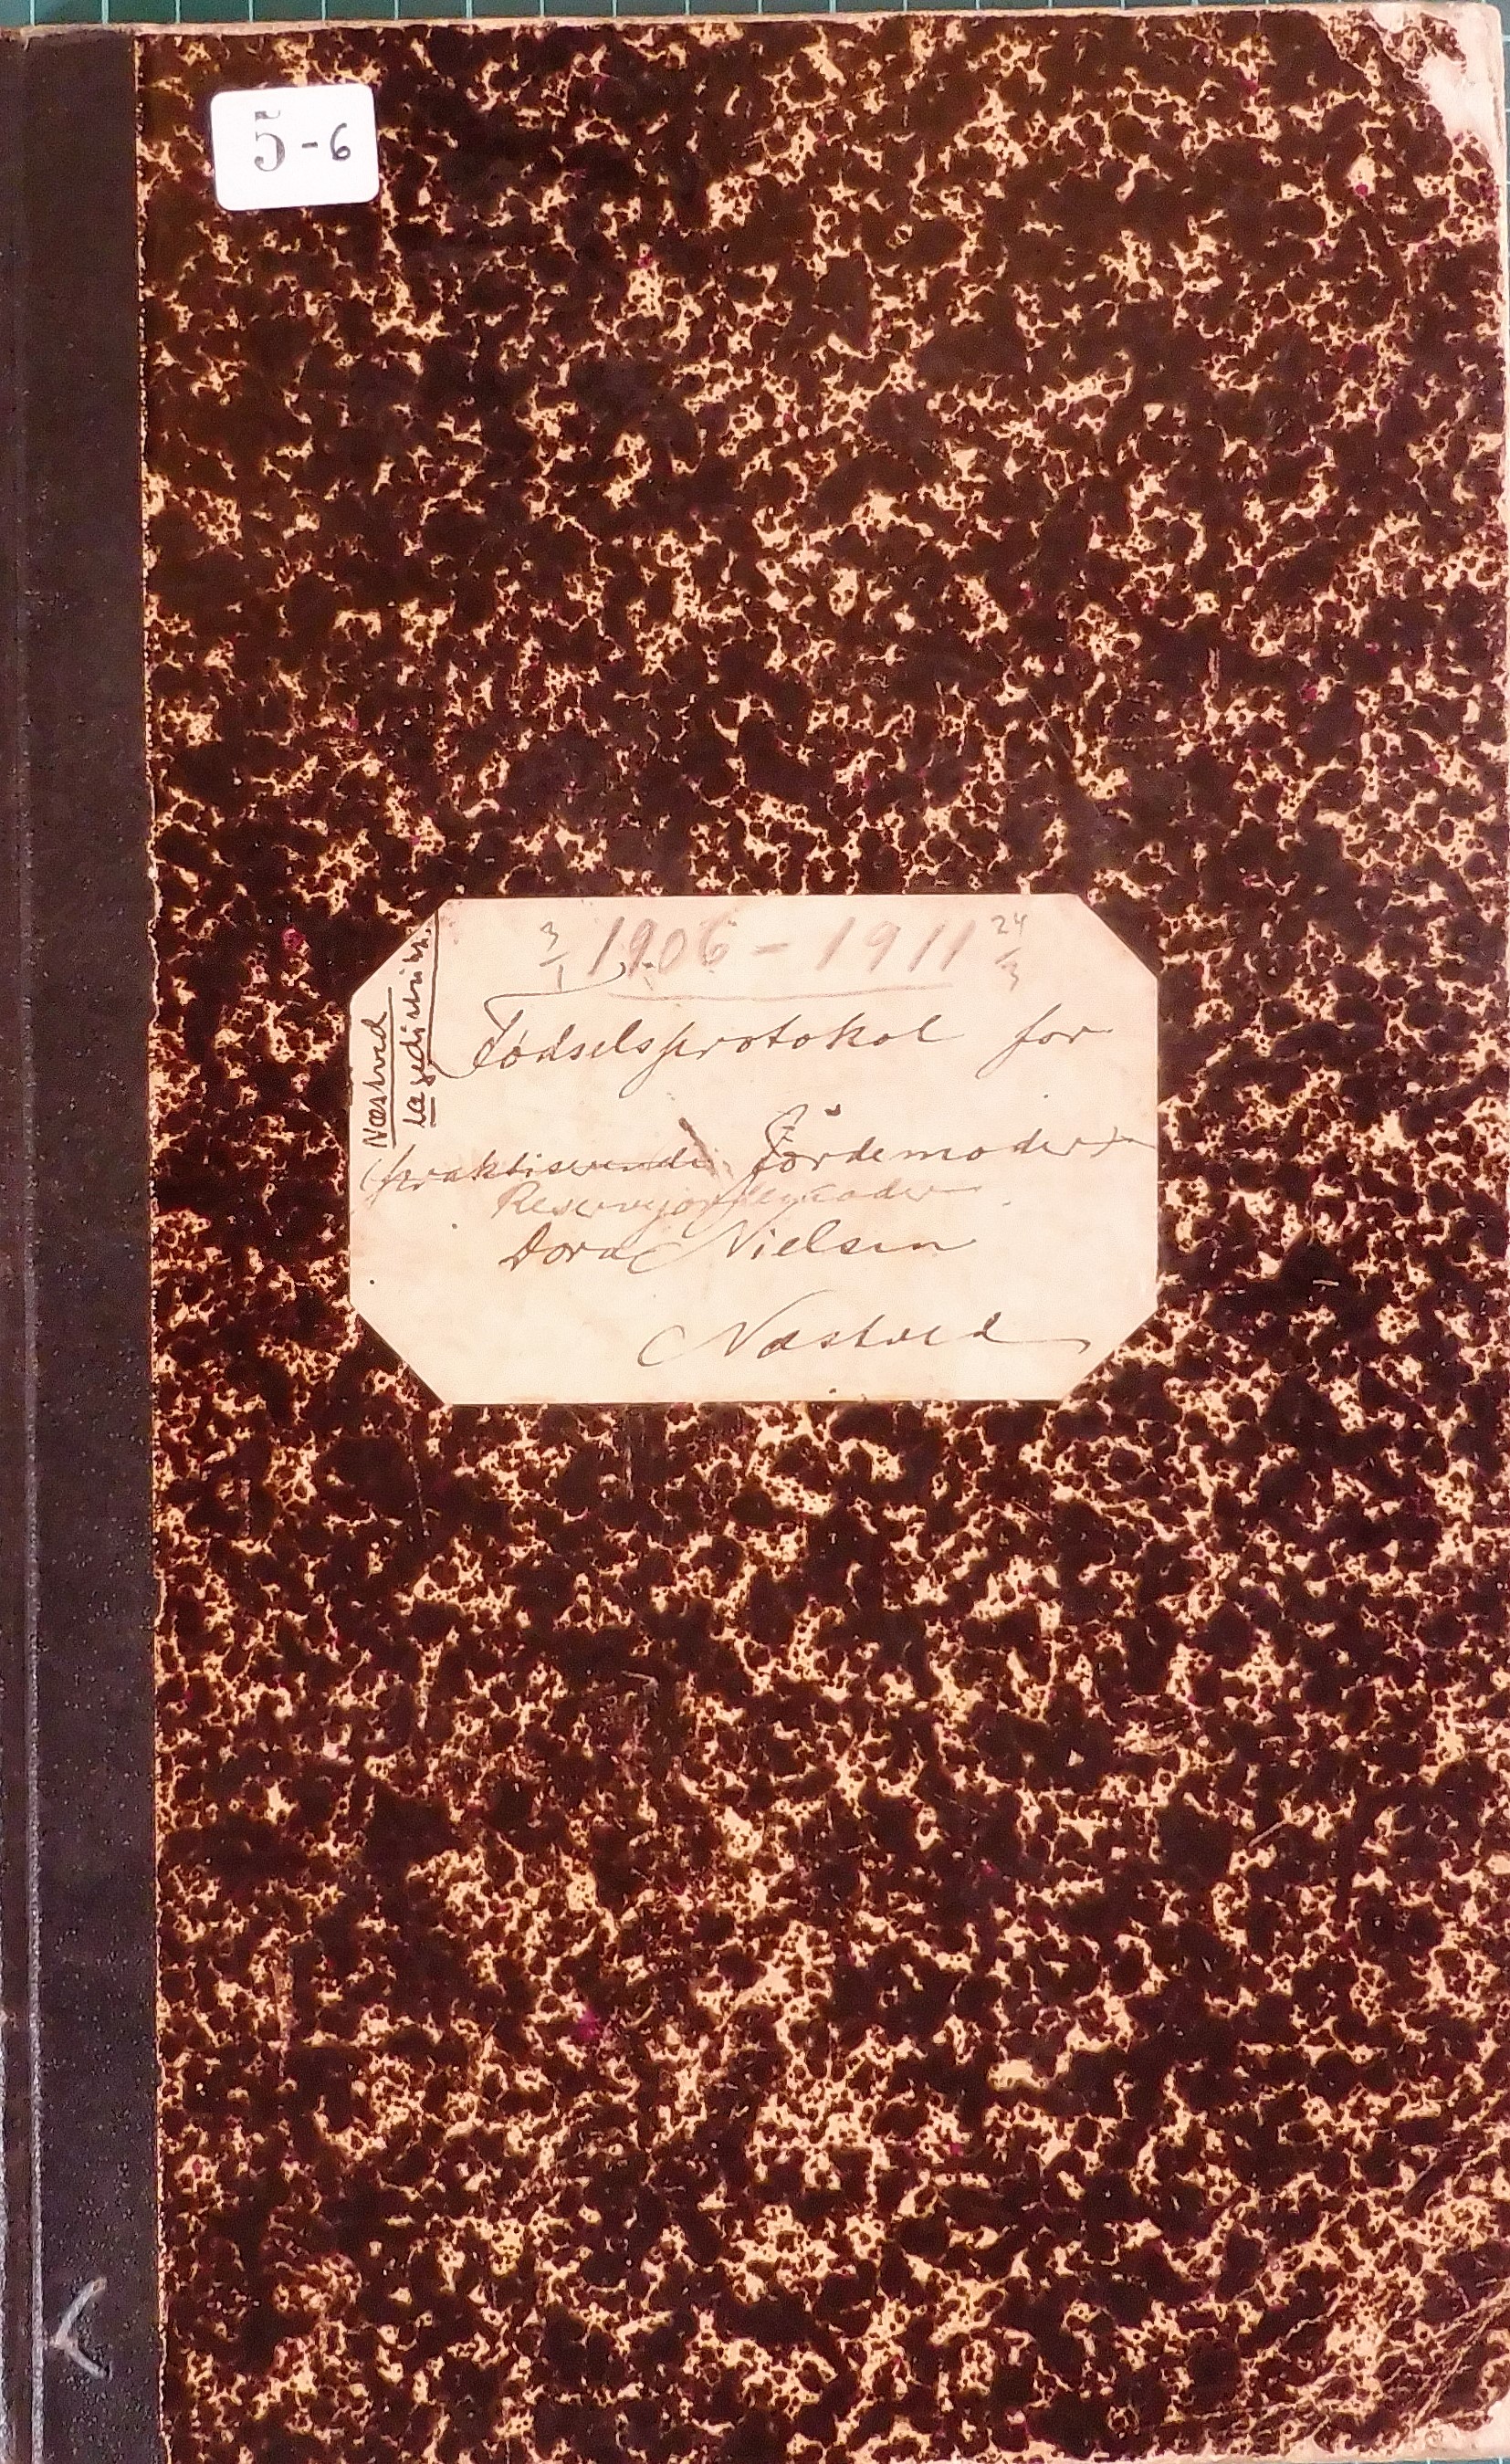 5-6
3/1 1906 - 1911 24/3
Næstved
lægedistrikt.
Fødselsprotokol for
praktiserende Jordemoder
Reservejordemoder
Dora Nielsen
Næstved